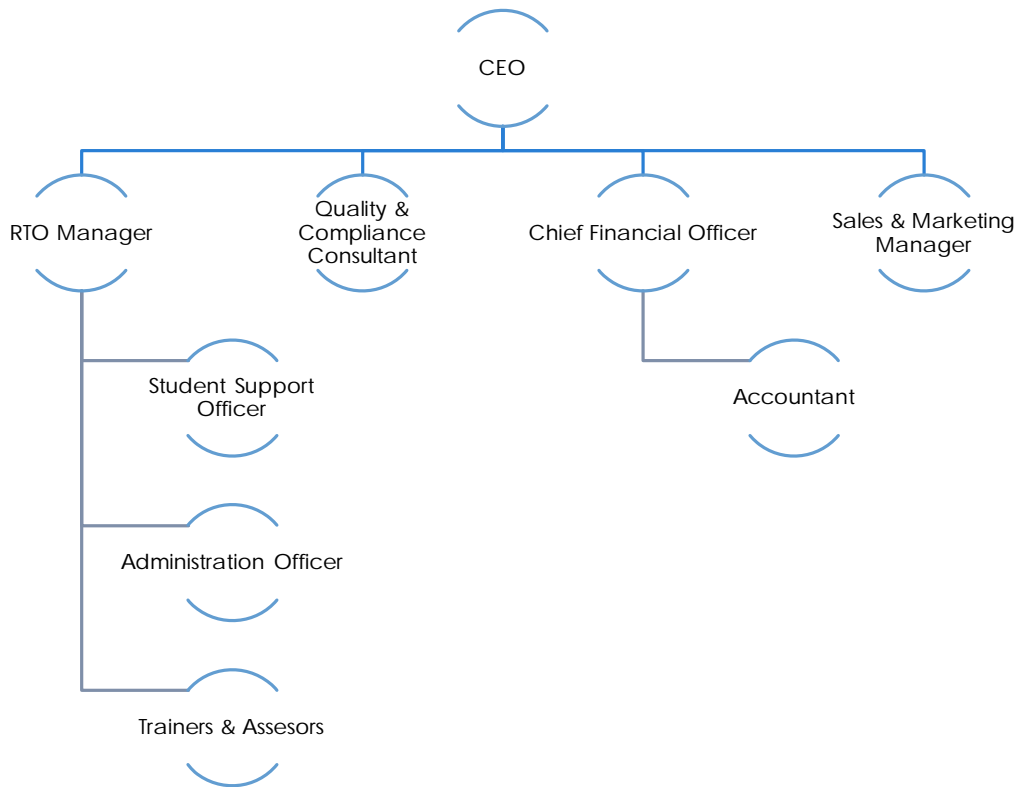 CEO
RTO Manager
Quality &
Compliance
Consultant
Chief Financial Officer
Sales & Marketing
Manager
Student Support
Officer
Accountant
Administration Officer
Trainers & Assesors